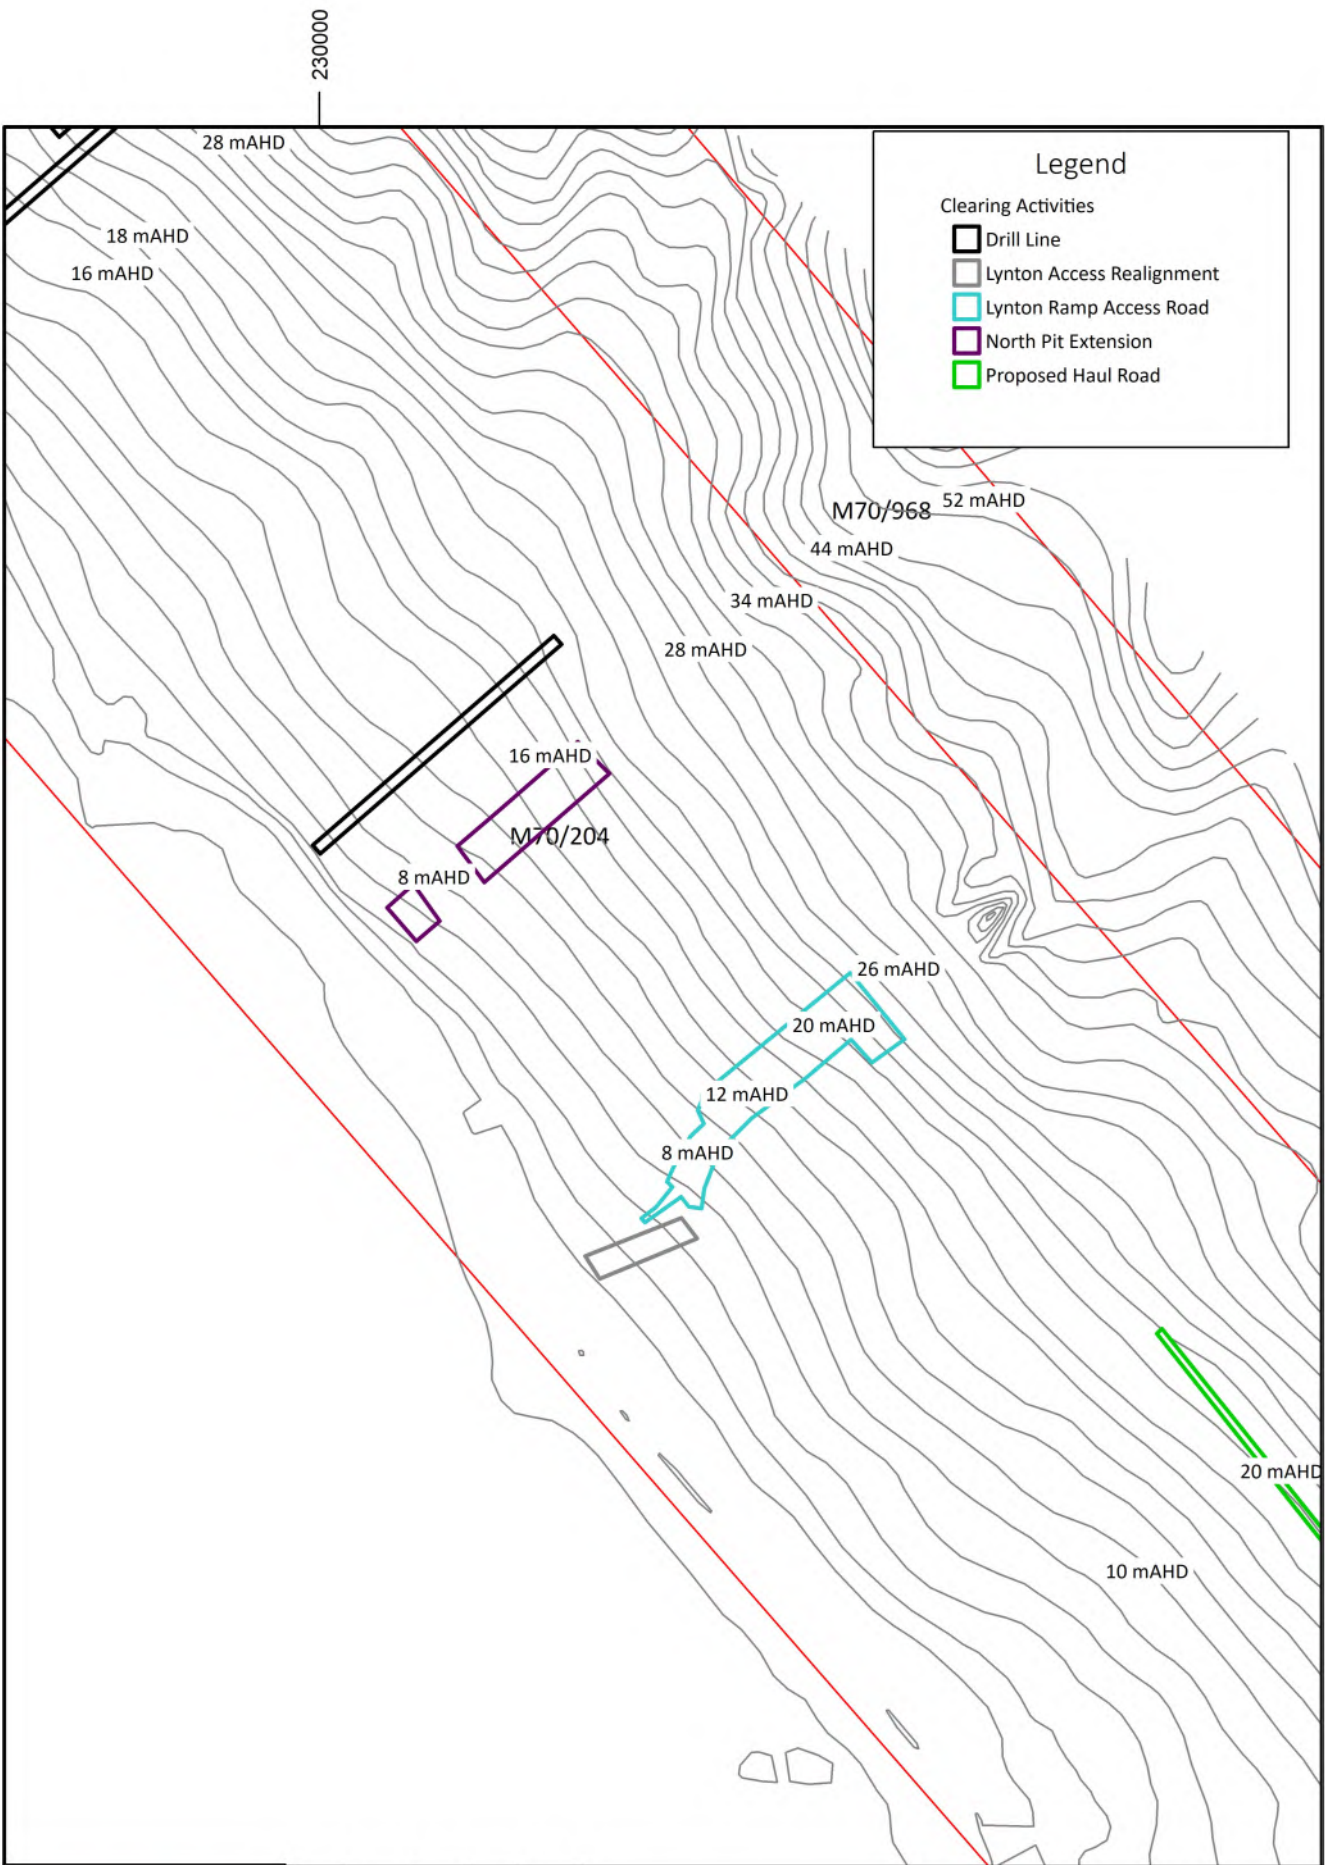 230000
28 mAHD
Legend
Clearing Activities
Drill Line
Lynton Access Realignment
Lynton Ramp Access Road
North Pit Extension
Proposed Haul Road
18 mAHD
16 mAHD
52 mAHD
M70/968
44 mAHD
34 mAHD
28 mAHD
16 mAHD
M70/204
8 mAHD
26 mAHD
20 mAHD
12 mAHD
8 mAHD
20 mAHD
10 mAHD